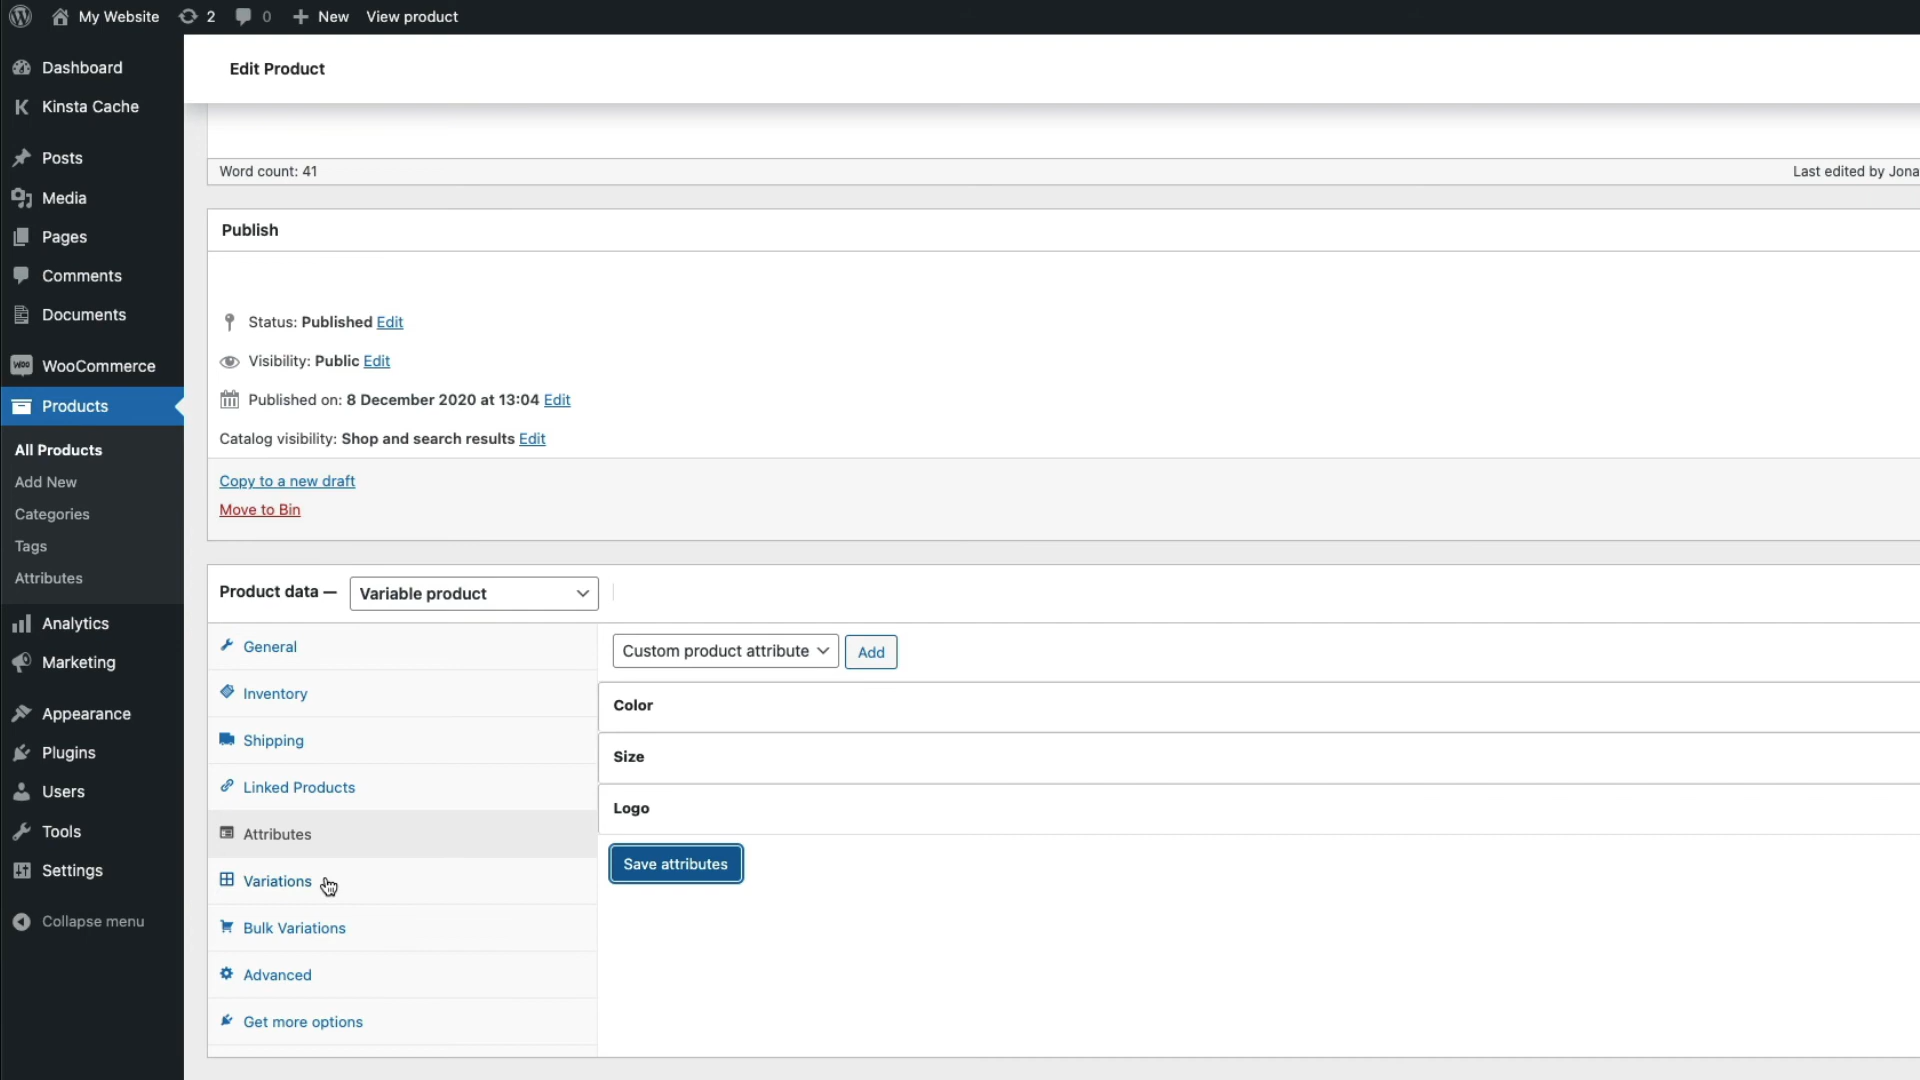 My Website 2 0 New View product
Dashboard
Kinsta Cache
Posts
Media
Pages
Comments
Documents
WooCommerce
Products
All Products
Add New
Categories
Tags
Attributes
Analytics
Marketing
Appearance
Plugins
Users
Tools
Settings
Collapse menu
Edit Product
Word count: 41
Last edited by Jona
Publish
Status: Published Edit
Visibility: Public Edit
Published on: 8 December 2020 at 13:04 Edit
Catalog visibility: Shop and search results Edit
Copy to a new draft
Move to Bin
Product data — Variable product
General
Inventory
Shipping
Linked Products
Attributes
Variations
Bulk Variations
Advanced
Get more options
Custom product attribute Add
Color
Size
Logo
Save attributes